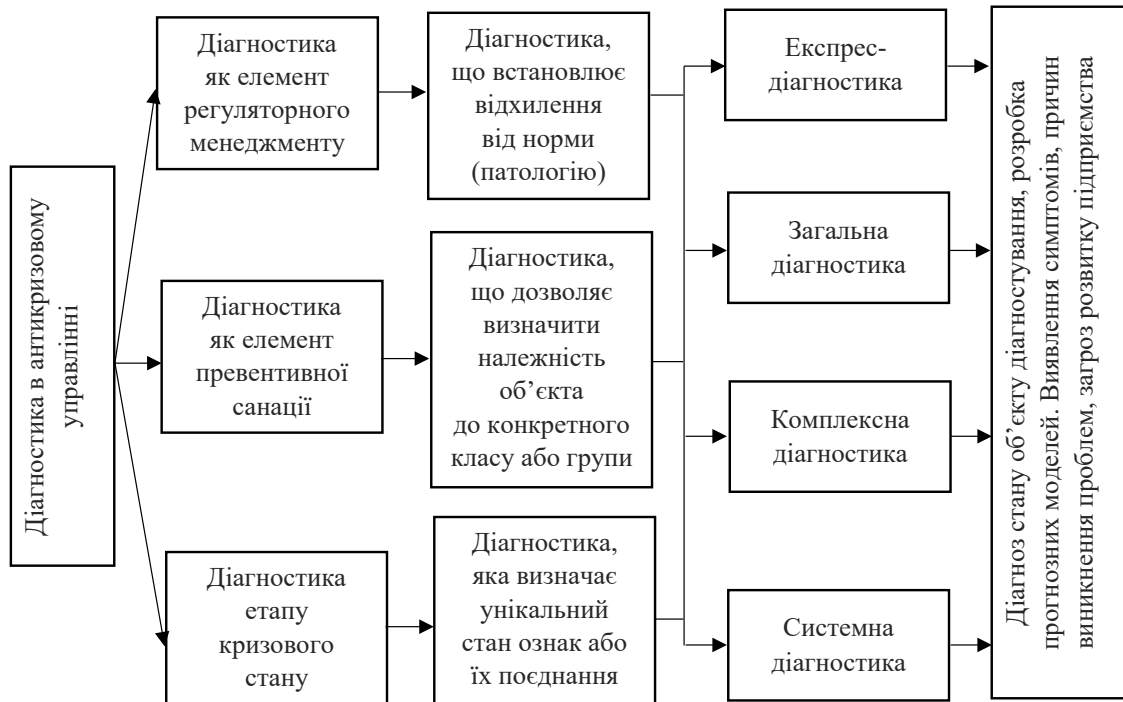 Діагностика в антикризовому
управлінні
Діагностика
як елемент
регуляторного
менеджменту
Діагностика
як елемент
превентивної
санації
Діагностика
етапу
кризового
стану
Діагностика,
що встановлює
відхилення
від норми
(патологію)
Діагностика,
що дозволяє
визначити
належність
об’єкта
до конкретного
класу або групи
Діагностика,
яка визначає
унікальний
стан ознак або
їх поєднання
Експрес-
діагностика
Загальна
діагностика
Комплексна
діагностика
Системна
діагностика
Діагноз стану об’єкту діагностування, розробка
прогнозних моделей. Виявлення симптомів, причин
виникнення проблем, загроз розвитку підприємства